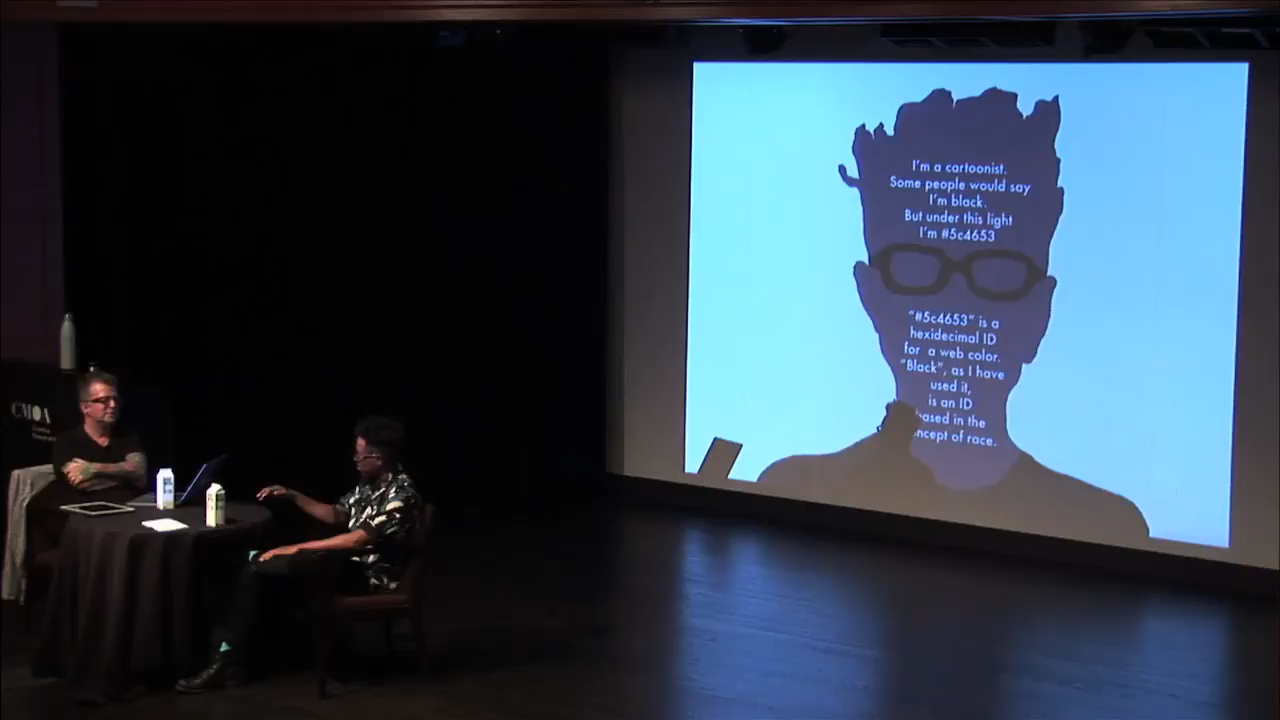 I'm a cartoonist.
Some people would say
I'm black.
But under this light
I'm #5c4653
"#5c4653" is a
hexidecimal ID
for a web color.
"Black", as I have
used it,
is an ID
based in the
ncept of race.
CMOA